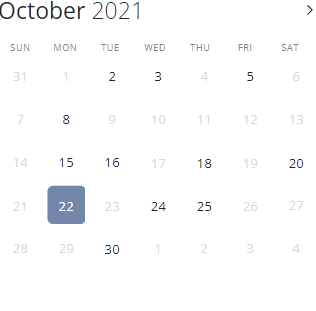 October 2021
SUN MON TUE WED THU FRI SAT
31 1 2 3 4 5 6
7 8 9 10 11 12 13
14 15 16 17 18 19 20
21 22 23 24 25 26 27
28 29 30 1 2 3 4